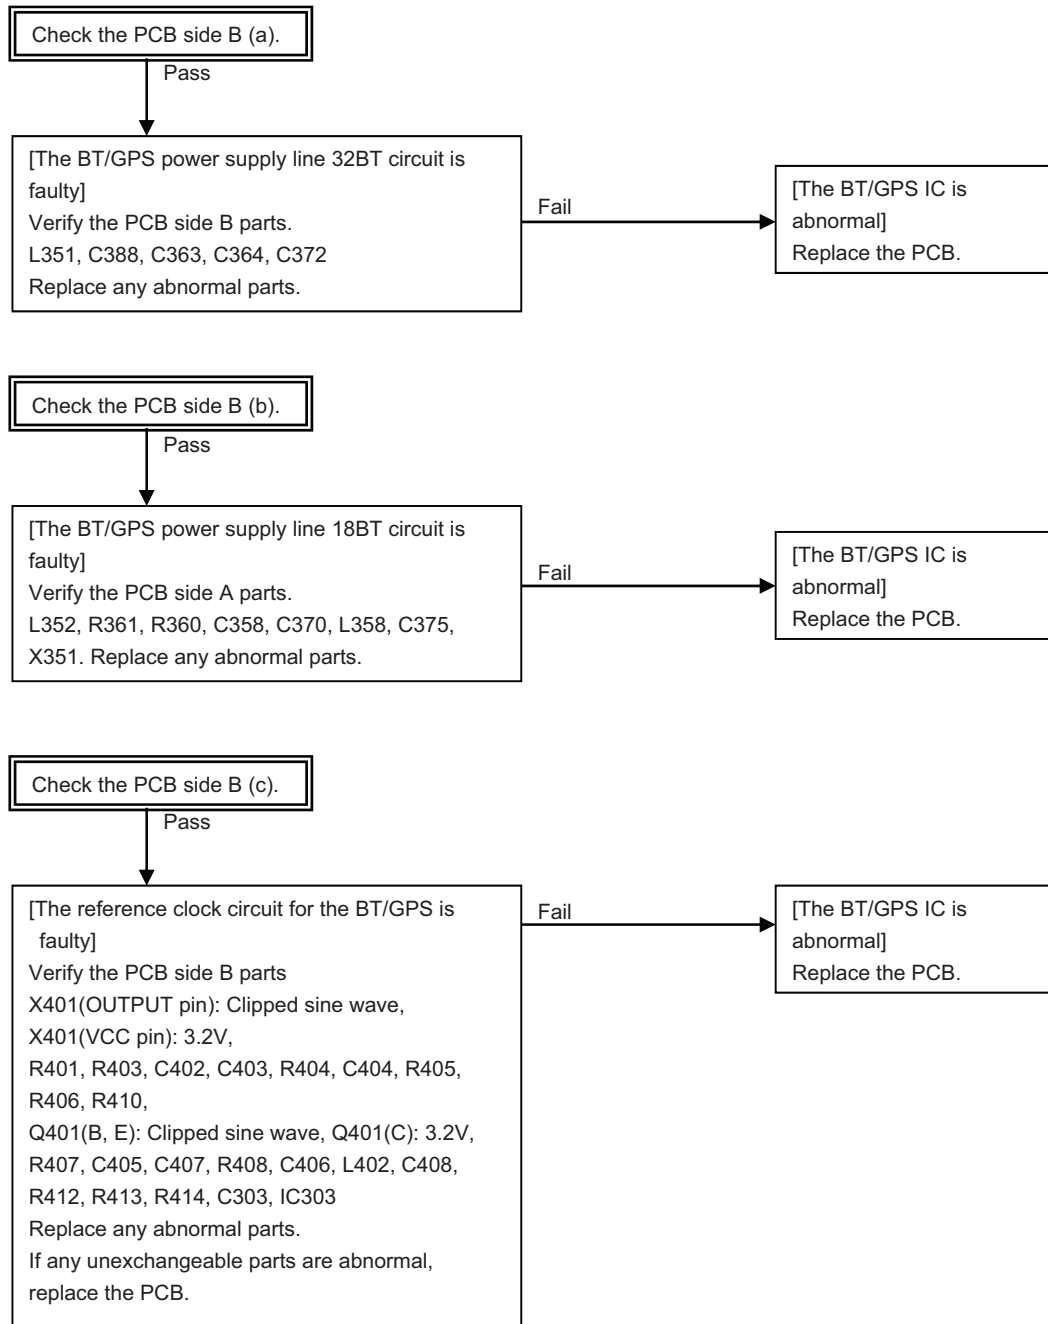 Check the PCB side B (a).
Pass
[The BT/GPS power supply line 32BT circuit is
faulty]
Verify the PCB side B parts.
L351, C388, C363, C364, C372
Replace any abnormal parts.
Fail
[The BT/GPS IC is
abnormal]
Replace the PCB.
Check the PCB side B (b).
Pass
[The BT/GPS power supply line 18BT circuit is
faulty]
Verify the PCB side A parts.
L352, R361, R360, C358, C370, L358, C375,
X351. Replace any abnormal parts.
Fail
[The BT/GPS IC is
abnormal]
Replace the PCB.
Check the PCB side B (c).
Pass
[The reference clock circuit for the BT/GPS is
faulty]
Verify the PCB side B parts
X401(OUTPUT pin): Clipped sine wave,
X401(VCC pin): 3.2V,
R401, R403, C402, C403, R404, C404, R405,
R406, R410,
Q401(B, E): Clipped sine wave, Q401(C): 3.2V,
R407, C405, C407, R408, C406, L402, C408,
R412, R413, R414, C303, IC303
Replace any abnormal parts.
If any unexchangeable parts are abnormal,
replace the PCB.
Fail
[The BT/GPS IC is
abnormal]
Replace the PCB.